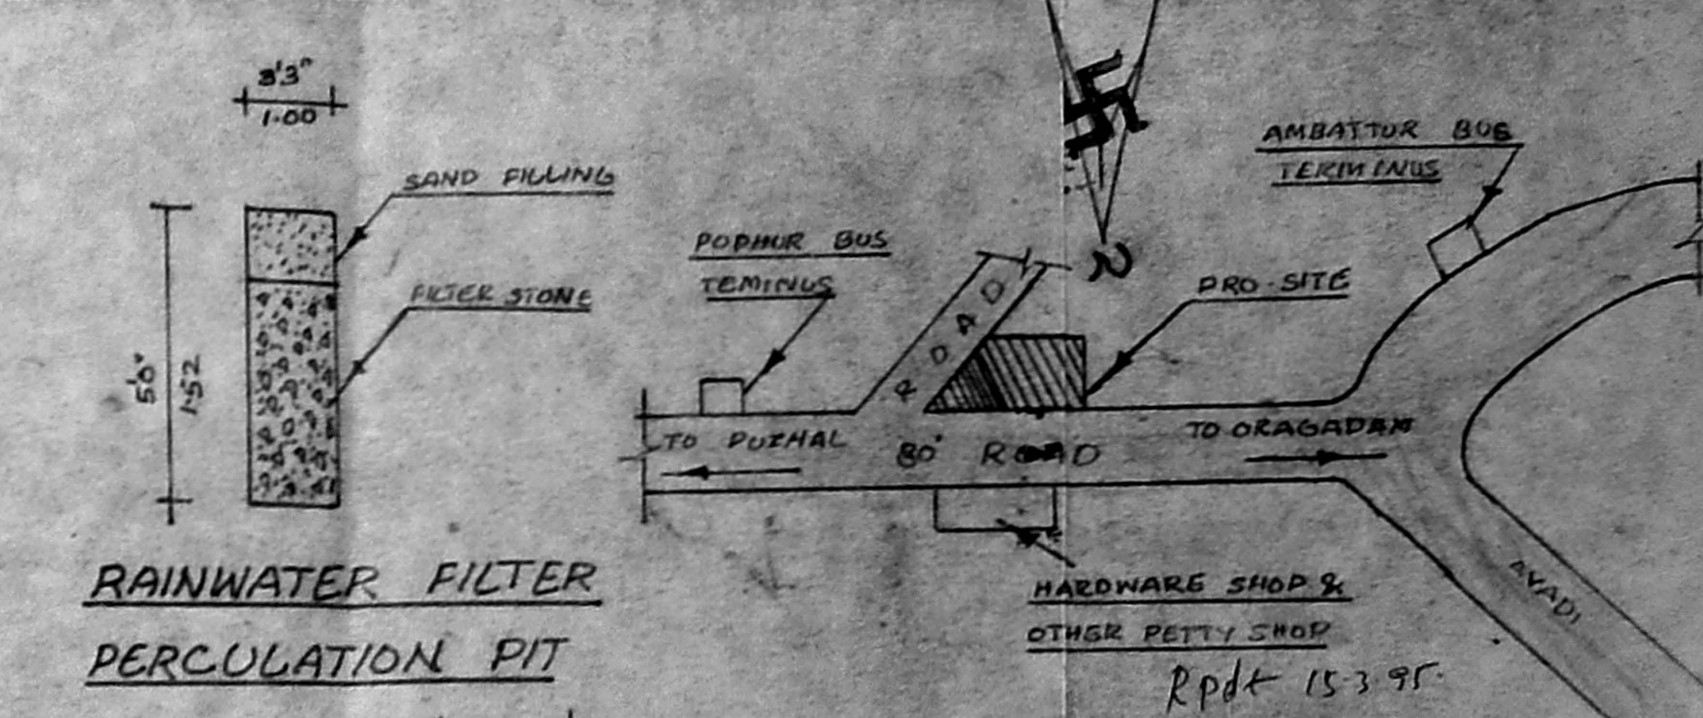 3'3"
1.00
SAND FILLING
FILTER STONE
5'0"
1.52
RAINWATER FILTER
PERCULATION PIT
AMBATTUR BUS
TERMINUS
PODHUR BUS
TEMINUS
N
PRO-SITE
ROAD
TO PUZHAL
80' ROAD
TO ORAGADAM
AVADI
HARDWARE SHOP &
OTHER PETTY SHOP
Rpdt 15.3.95.